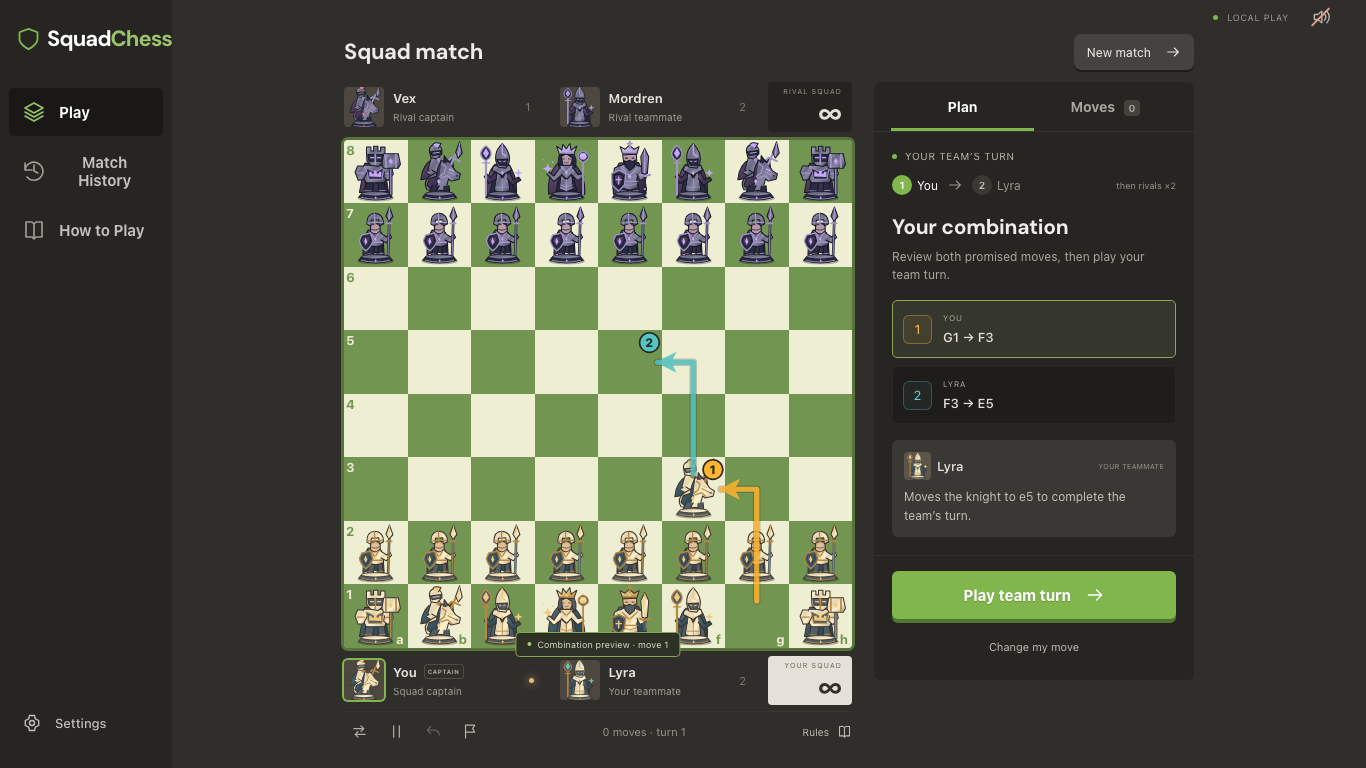 SquadChess
LOCAL PLAY
Play
Match
History
How to Play
Settings
Squad match
New match
Vex
Rival captain
1
Mordren
Rival teammate
2
RIVAL SQUAD
∞
8
7
6
5
2
4
3
1
2
1
a
b
f
g
h
Combination preview · move 1
You
CAPTAIN
Squad captain
Lyra
Your teammate
2
YOUR SQUAD
∞
0 moves · turn 1
Rules
Plan
Moves 0
YOUR TEAM'S TURN
1 You → 2 Lyra
then rivals ×2
Your combination
Review both promised moves, then play your
team turn.
1
YOU
G1 → F3
2
LYRA
F3 → E5
Lyra
YOUR TEAMMATE
Moves the knight to e5 to complete the
team's turn.
Play team turn
Change my move